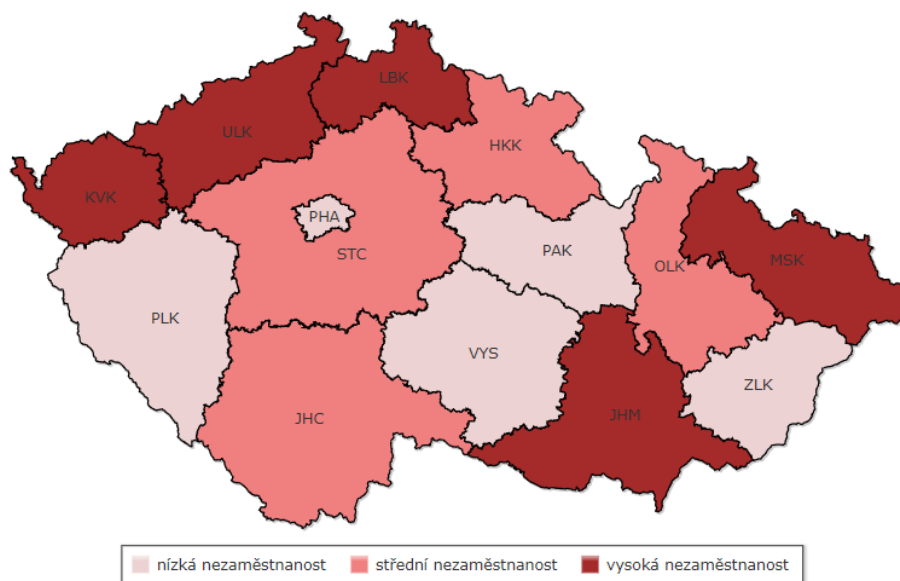 LBK
ULK
HKK
KVK
PHA
STC
PAK
OLK
MSK
PLK
VYS
ZLK
JHC
JHM
nízká nezaměstnanost střední nezaměstnanost vysoká nezaměstnanost